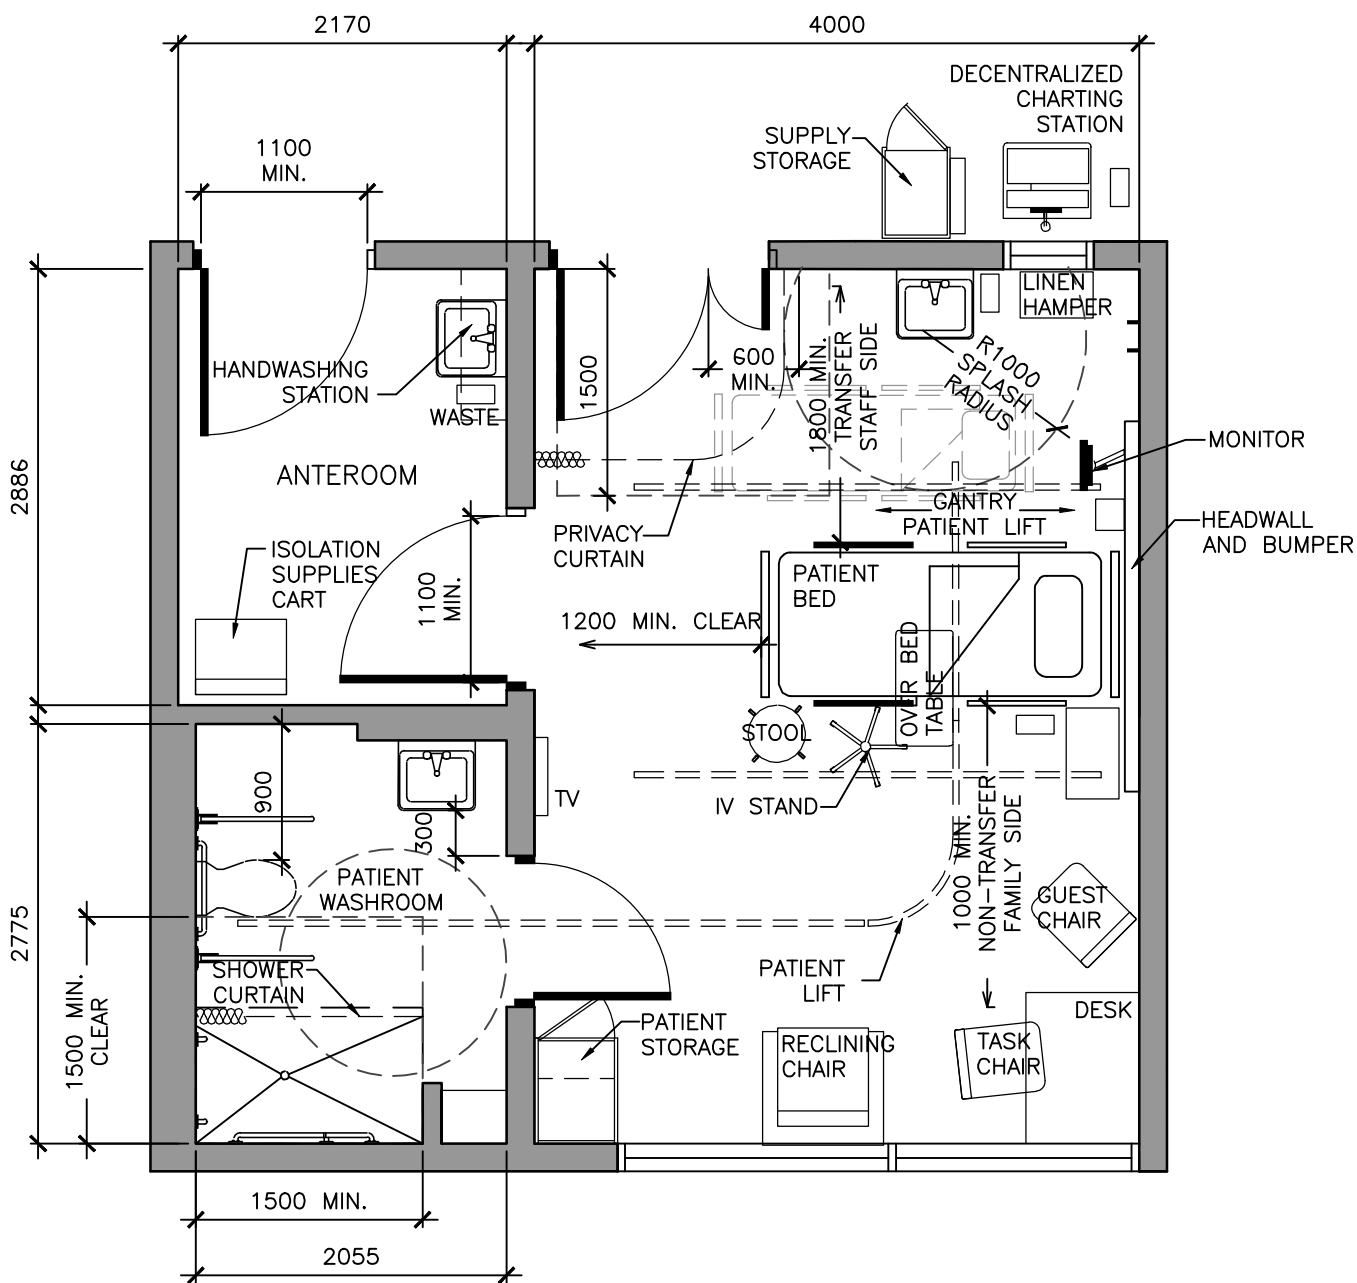 2170
4000
DECENTRALIZED
CHARTING
STATION
SUPPLY
STORAGE
1100
MIN.
LINEN
HAMPER
HANDWASHING
STATION
WASTE
1500
600
MIN.
1800 MIN.
TRANSFER
STAFF SIDE
R1000
SPLASH
RADIUS
MONITOR
2886
ANTEROOM
GANTRY
PATIENT LIFT
PRIVACY
CURTAIN
HEADWALL
AND BUMPER
ISOLATION
SUPPLIES
CART
1100
MIN.
PATIENT
BED
1200 MIN. CLEAR
OVER BED
TABLE
STOOL
IV STAND
TV
900
300
PATIENT
WASHROOM
1000 MIN.
NON-TRANSFER
FAMILY SIDE
GUEST
CHAIR
2775
1500 MIN.
CLEAR
SHOWER
CURTAIN
PATIENT
LIFT
PATIENT
STORAGE
RECLINING
CHAIR
TASK
CHAIR
DESK
1500 MIN.
2055